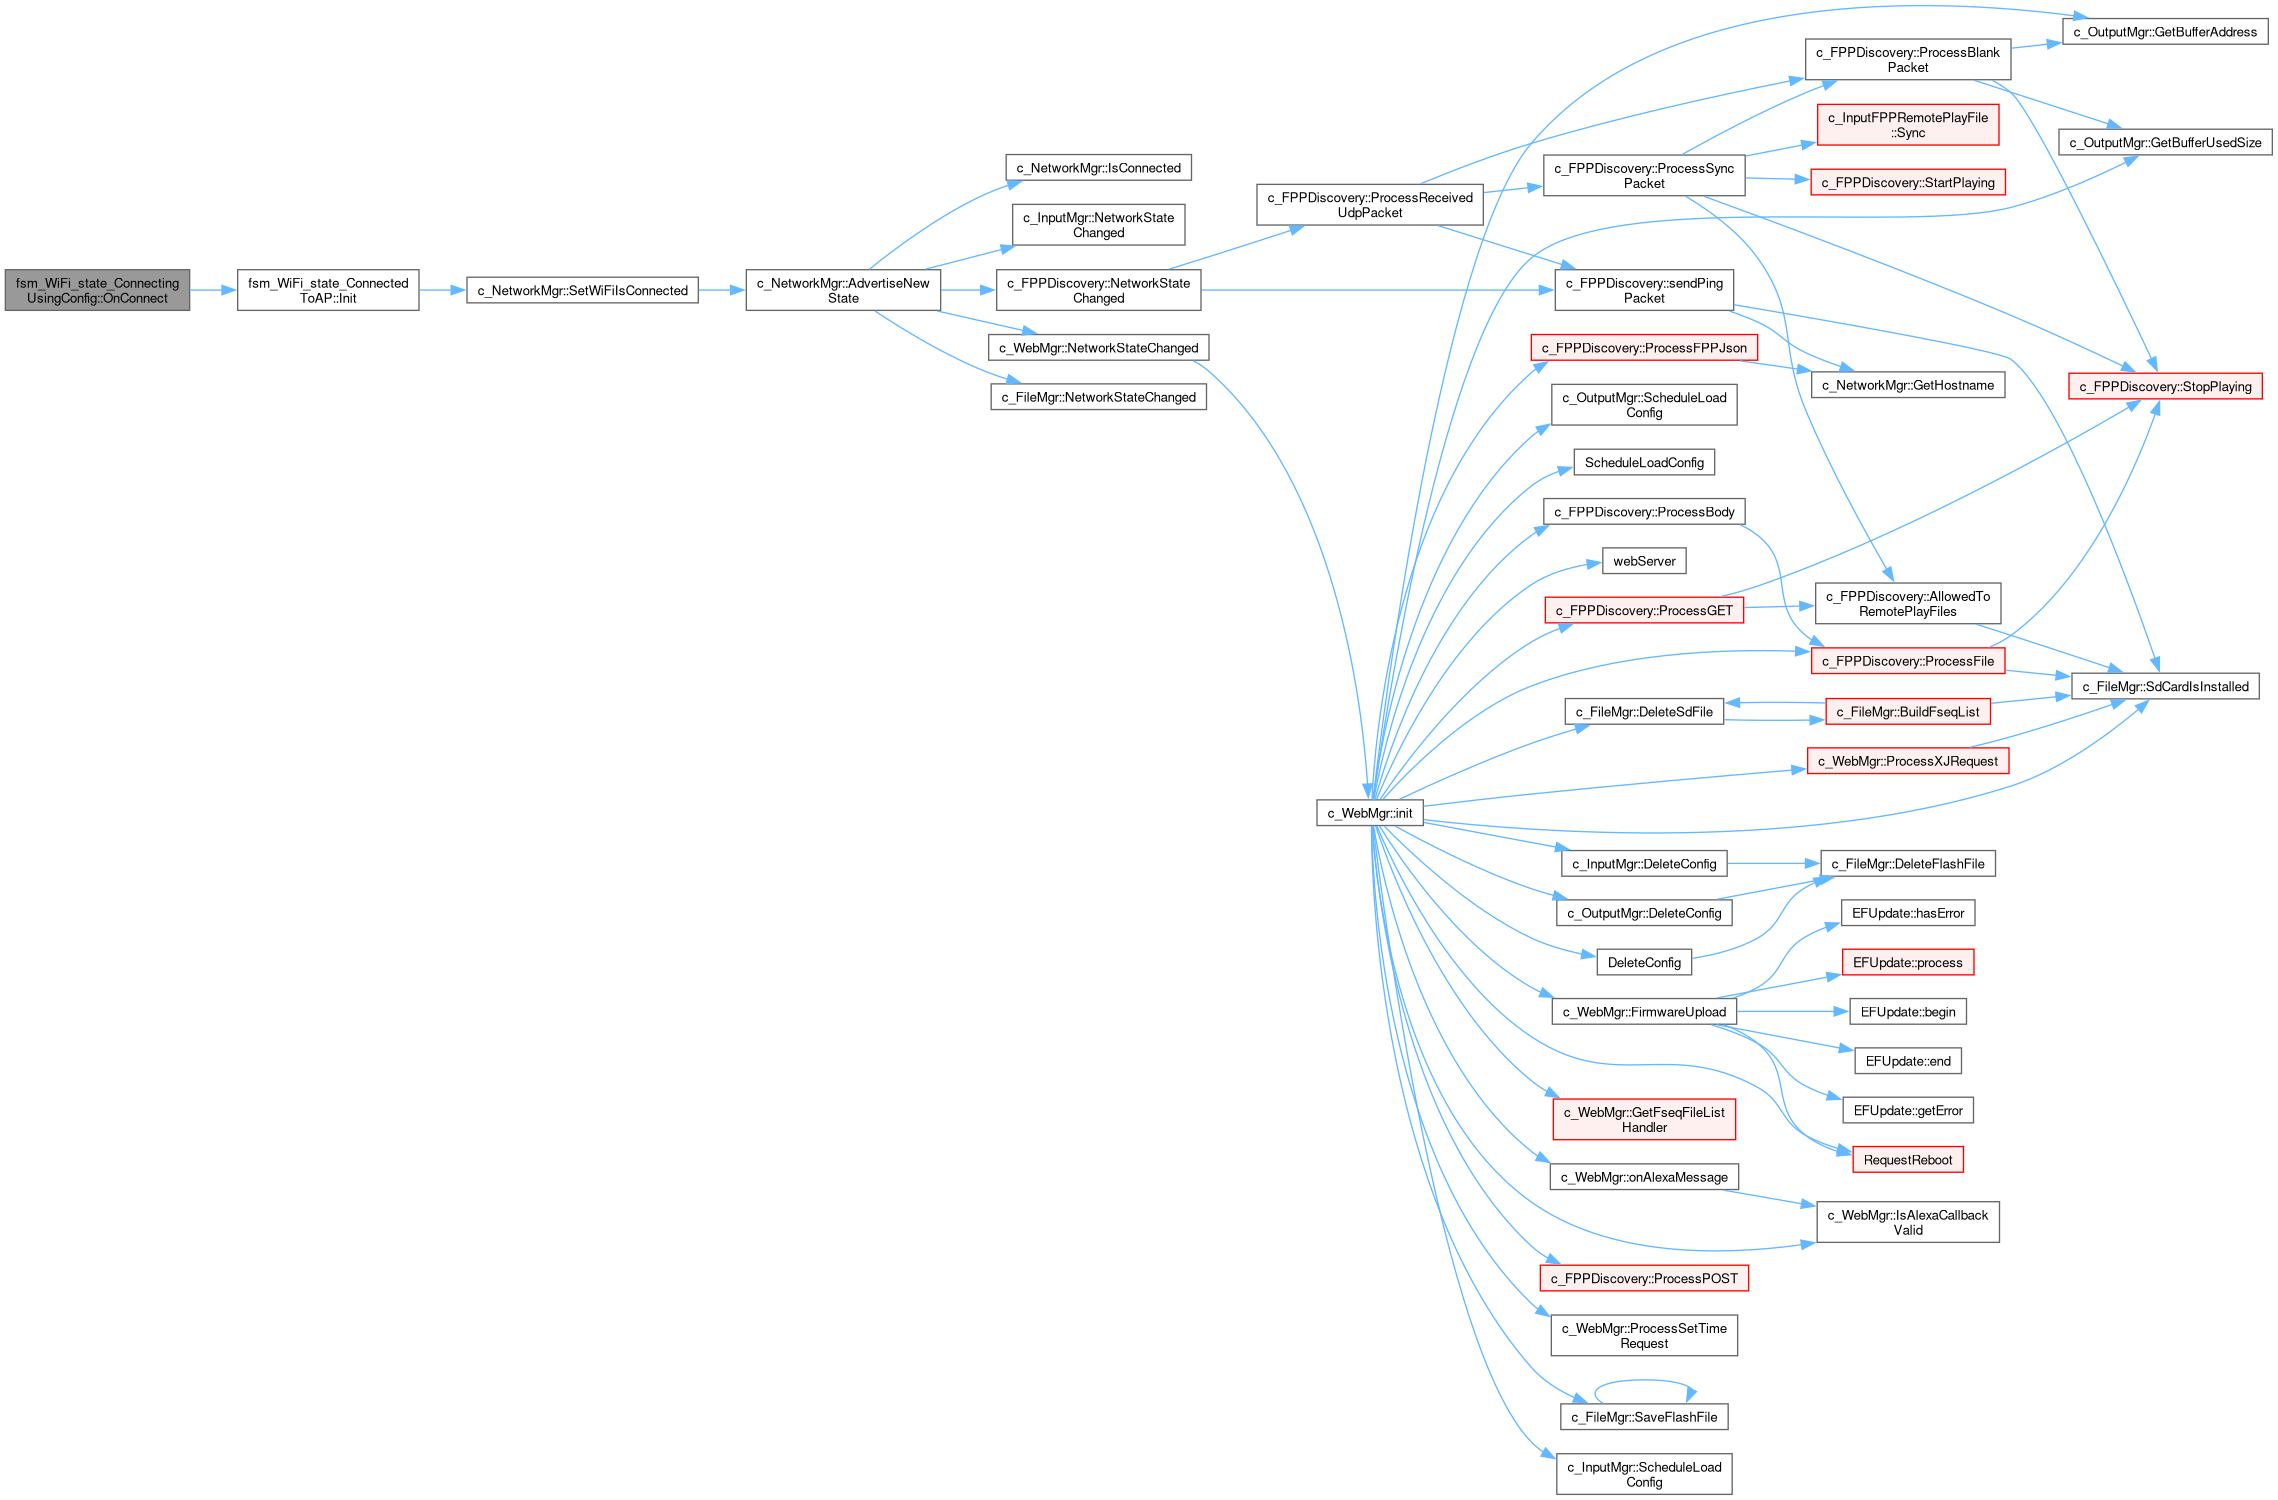 fsm_WiFi_state_Connecting
UsingConfig::OnConnect
fsm_WiFi_state_Connected
ToAP::Init
c_NetworkMgr::SetWiFiIsConnected
c_NetworkMgr::AdvertiseNew
State
c_NetworkMgr::IsConnected
c_InputMgr::NetworkState
Changed
c_FPPDiscovery::NetworkState
Changed
c_WebMgr::NetworkStateChanged
c_FileMgr::NetworkStateChanged
c_FPPDiscovery::ProcessReceived
UdpPacket
c_WebMgr::init
c_FPPDiscovery::ProcessSync
Packet
c_FPPDiscovery::sendPing
Packet
c_FPPDiscovery::ProcessFPPJson
c_OutputMgr::ScheduleLoad
Config
ScheduleLoadConfig
c_FPPDiscovery::ProcessBody
webServer
c_FPPDiscovery::ProcessGET
c_FileMgr::DeleteSdFile
c_InputMgr::DeleteConfig
c_OutputMgr::DeleteConfig
DeleteConfig
c_WebMgr::FirmwareUpload
c_WebMgr::GetFseqFileList
Handler
c_WebMgr::onAlexaMessage
c_FPPDiscovery::ProcessPOST
c_WebMgr::ProcessSetTime
Request
c_FileMgr::SaveFlashFile
c_InputMgr::ScheduleLoad
Config
c_FPPDiscovery::ProcessBlank
Packet
c_InputFPPRemotePlayFile
::Sync
c_FPPDiscovery::StartPlaying
c_NetworkMgr::GetHostname
c_FPPDiscovery::AllowedTo
RemotePlayFiles
c_FPPDiscovery::ProcessFile
c_FileMgr::BuildFseqList
c_WebMgr::ProcessXJRequest
c_FileMgr::DeleteFlashFile
EFUpdate::hasError
EFUpdate::process
EFUpdate::begin
EFUpdate::end
EFUpdate::getError
RequestReboot
c_WebMgr::IsAlexaCallback
Valid
c_OutputMgr::GetBufferAddress
c_OutputMgr::GetBufferUsedSize
c_FPPDiscovery::StopPlaying
c_FileMgr::SdCardIsInstalled